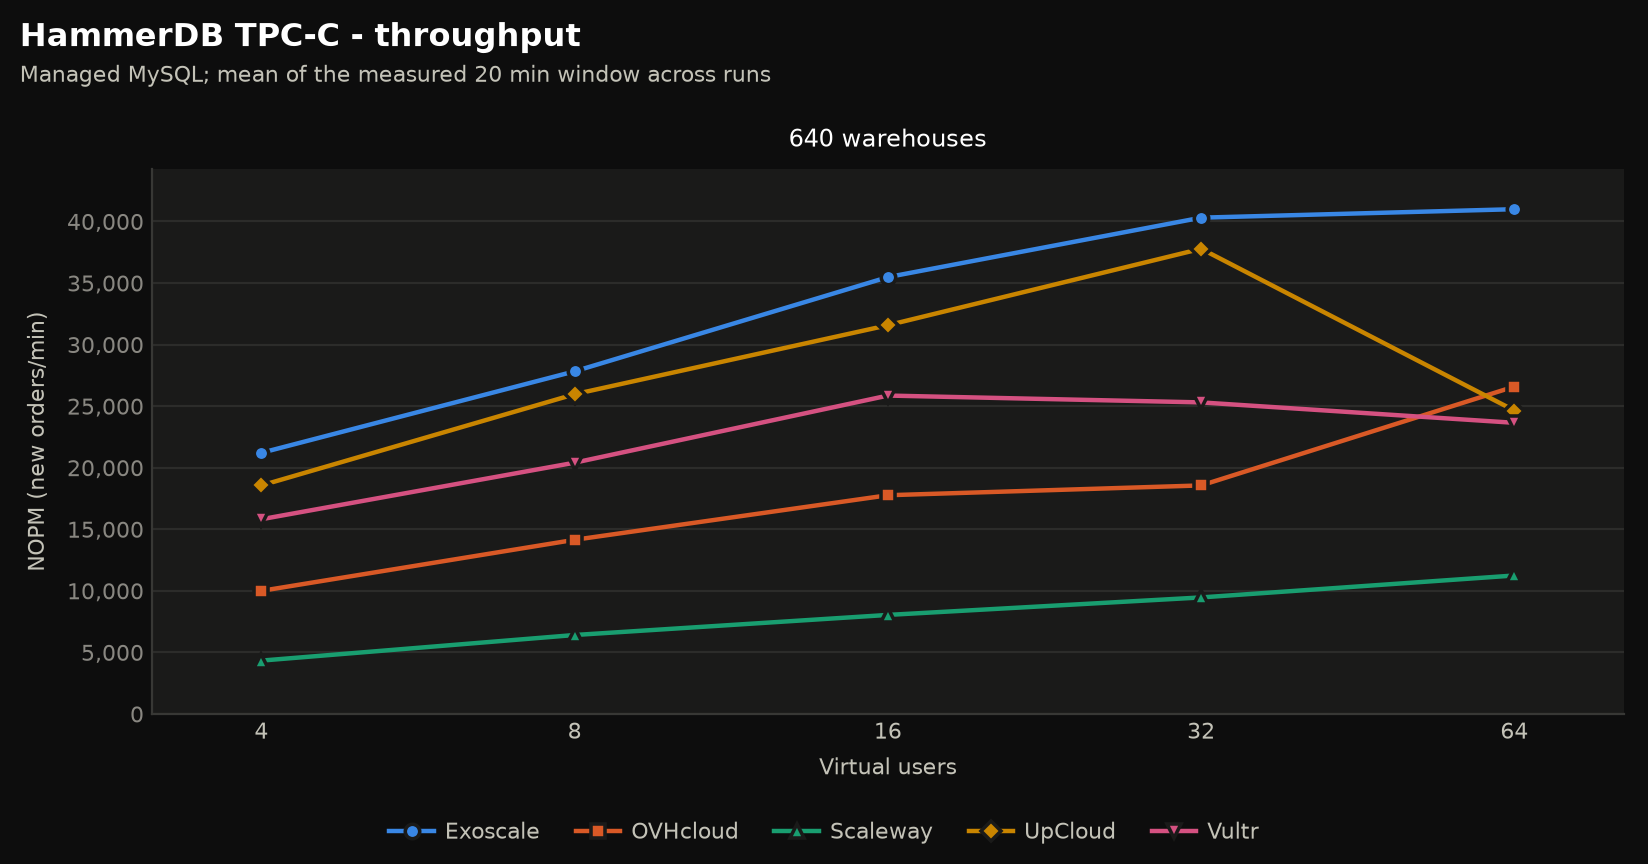 HammerDB TPC-C - throughput
Managed MySQL; mean of the measured 20 min window across runs
640 warehouses
NOPM (new orders/min)
40,000
35,000
30,000
25,000
20,000
15,000
10,000
5,000
0
4 8 16 32 64
Virtual users
Exoscale OVHcloud Scaleway UpCloud Vultr